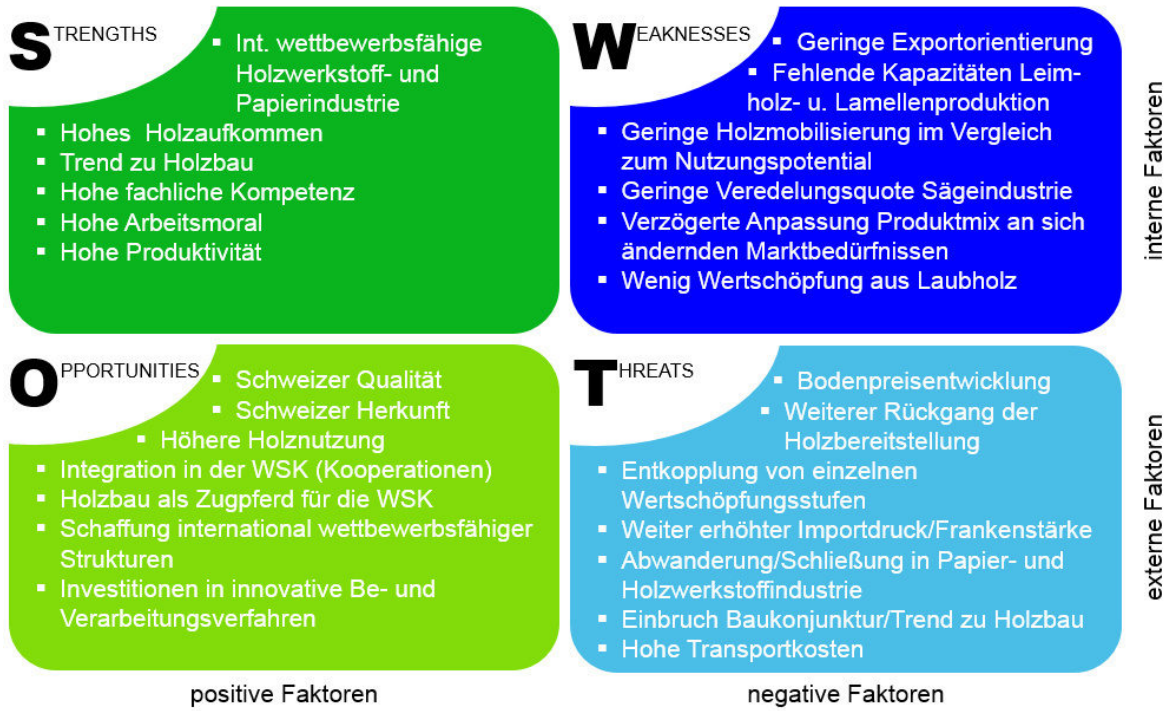 STRENGTHS
▪ Int. wettbewerbsfähige
Holzwerkstoff- und
Papierindustrie
▪ Hohes Holzaufkommen
▪ Trend zu Holzbau
▪ Hohe fachliche Kompetenz
▪ Hohe Arbeitsmoral
▪ Hohe Produktivität
WEAKNESSES
▪ Geringe Exportorientierung
▪ Fehlende Kapazitäten Leim-
holz- u. Lamellenproduktion
▪ Geringe Holzmobilisierung im Vergleich
zum Nutzungspotential
▪ Geringe Veredelungsquote Sägeindustrie
▪ Verzögerte Anpassung Produktmix an sich
ändernden Marktbedürfnissen
▪ Wenig Wertschöpfung aus Laubholz
interne Faktoren
OPPORTUNITIES
▪ Schweizer Qualität
▪ Schweizer Herkunft
▪ Höhere Holznutzung
▪ Integration in der WSK (Kooperationen)
▪ Holzbau als Zugpferd für die WSK
▪ Schaffung international wettbewerbsfähiger
Strukturen
▪ Investitionen in innovative Be- und
Verarbeitungsverfahren
THREATS
▪ Bodenpreisentwicklung
▪ Weiterer Rückgang der
Holzbereitstellung
▪ Entkopplung von einzelnen
Wertschöpfungsstufen
▪ Weiter erhöhter Importdruck/Frankenstärke
▪ Abwanderung/Schließung in Papier- und
Holzwerkstoffindustrie
▪ Einbruch Baukonjunktur/Trend zu Holzbau
▪ Hohe Transportkosten
externe Faktoren
positive Faktoren
negative Faktoren